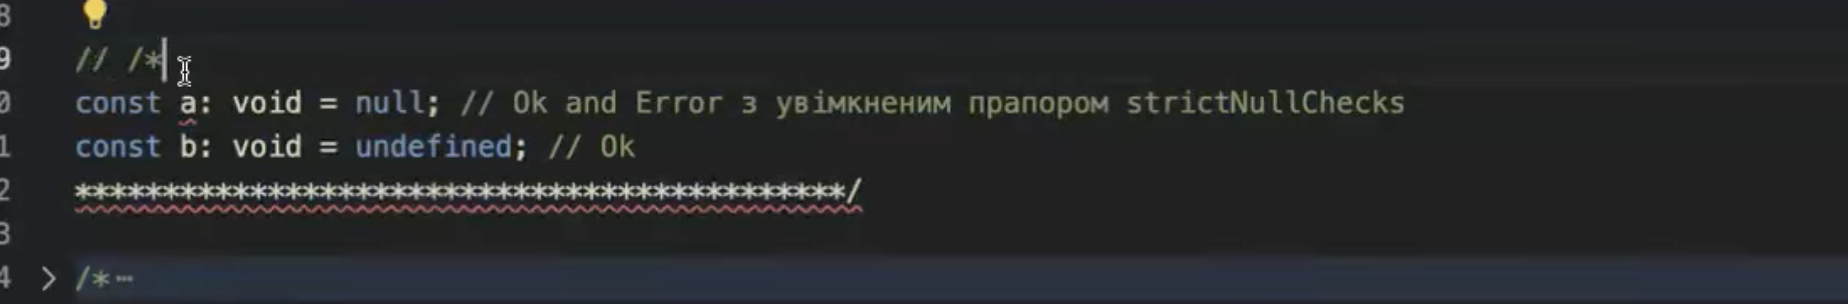 8
9 // /*
0 const a: void = null; // Ok and Error з увімкненим прапором strictNullChecks
1 const b: void = undefined; // Ok
2 ********************************************/
3
4 > /*…